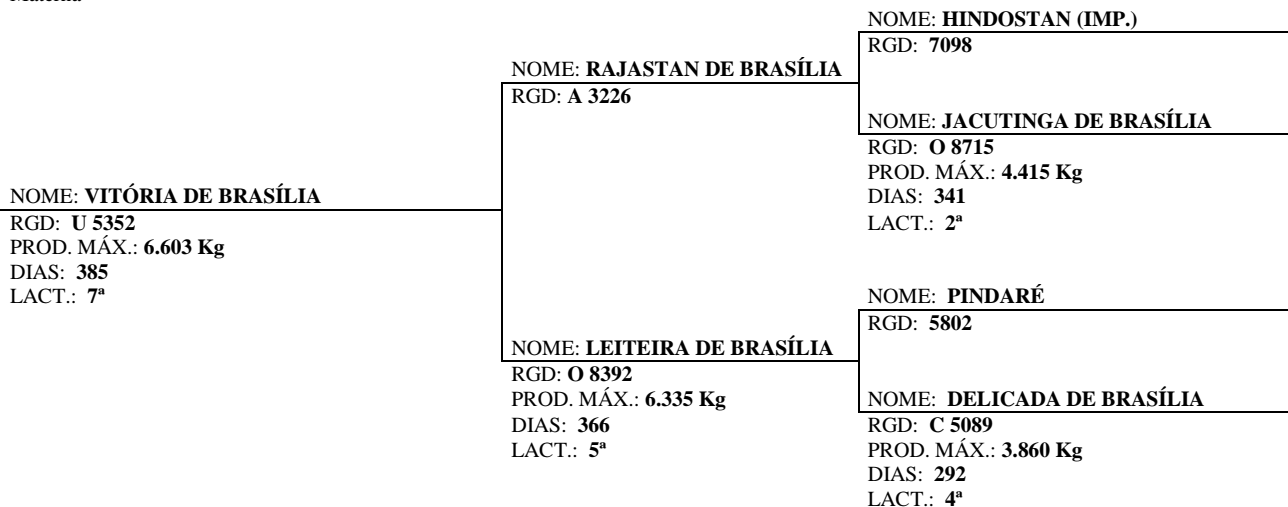 NOME: HINDOSTAN (IMP.)
RGD: 7098
NOME: RAJASTAN DE BRASÍLIA
RGD: A 3226
NOME: JACUTINGA DE BRASÍLIA
RGD: O 8715
PROD. MÁX.: 4.415 Kg
DIAS: 341
LACT.: 2ª
NOME: VITÓRIA DE BRASÍLIA
RGD: U 5352
PROD. MÁX.: 6.603 Kg
DIAS: 385
LACT.: 7ª
NOME: PINDARÉ
RGD: 5802
NOME: LEITEIRA DE BRASÍLIA
RGD: O 8392
PROD. MÁX.: 6.335 Kg
DIAS: 366
LACT.: 5ª
NOME: DELICADA DE BRASÍLIA
RGD: C 5089
PROD. MÁX.: 3.860 Kg
DIAS: 292
LACT.: 4ª